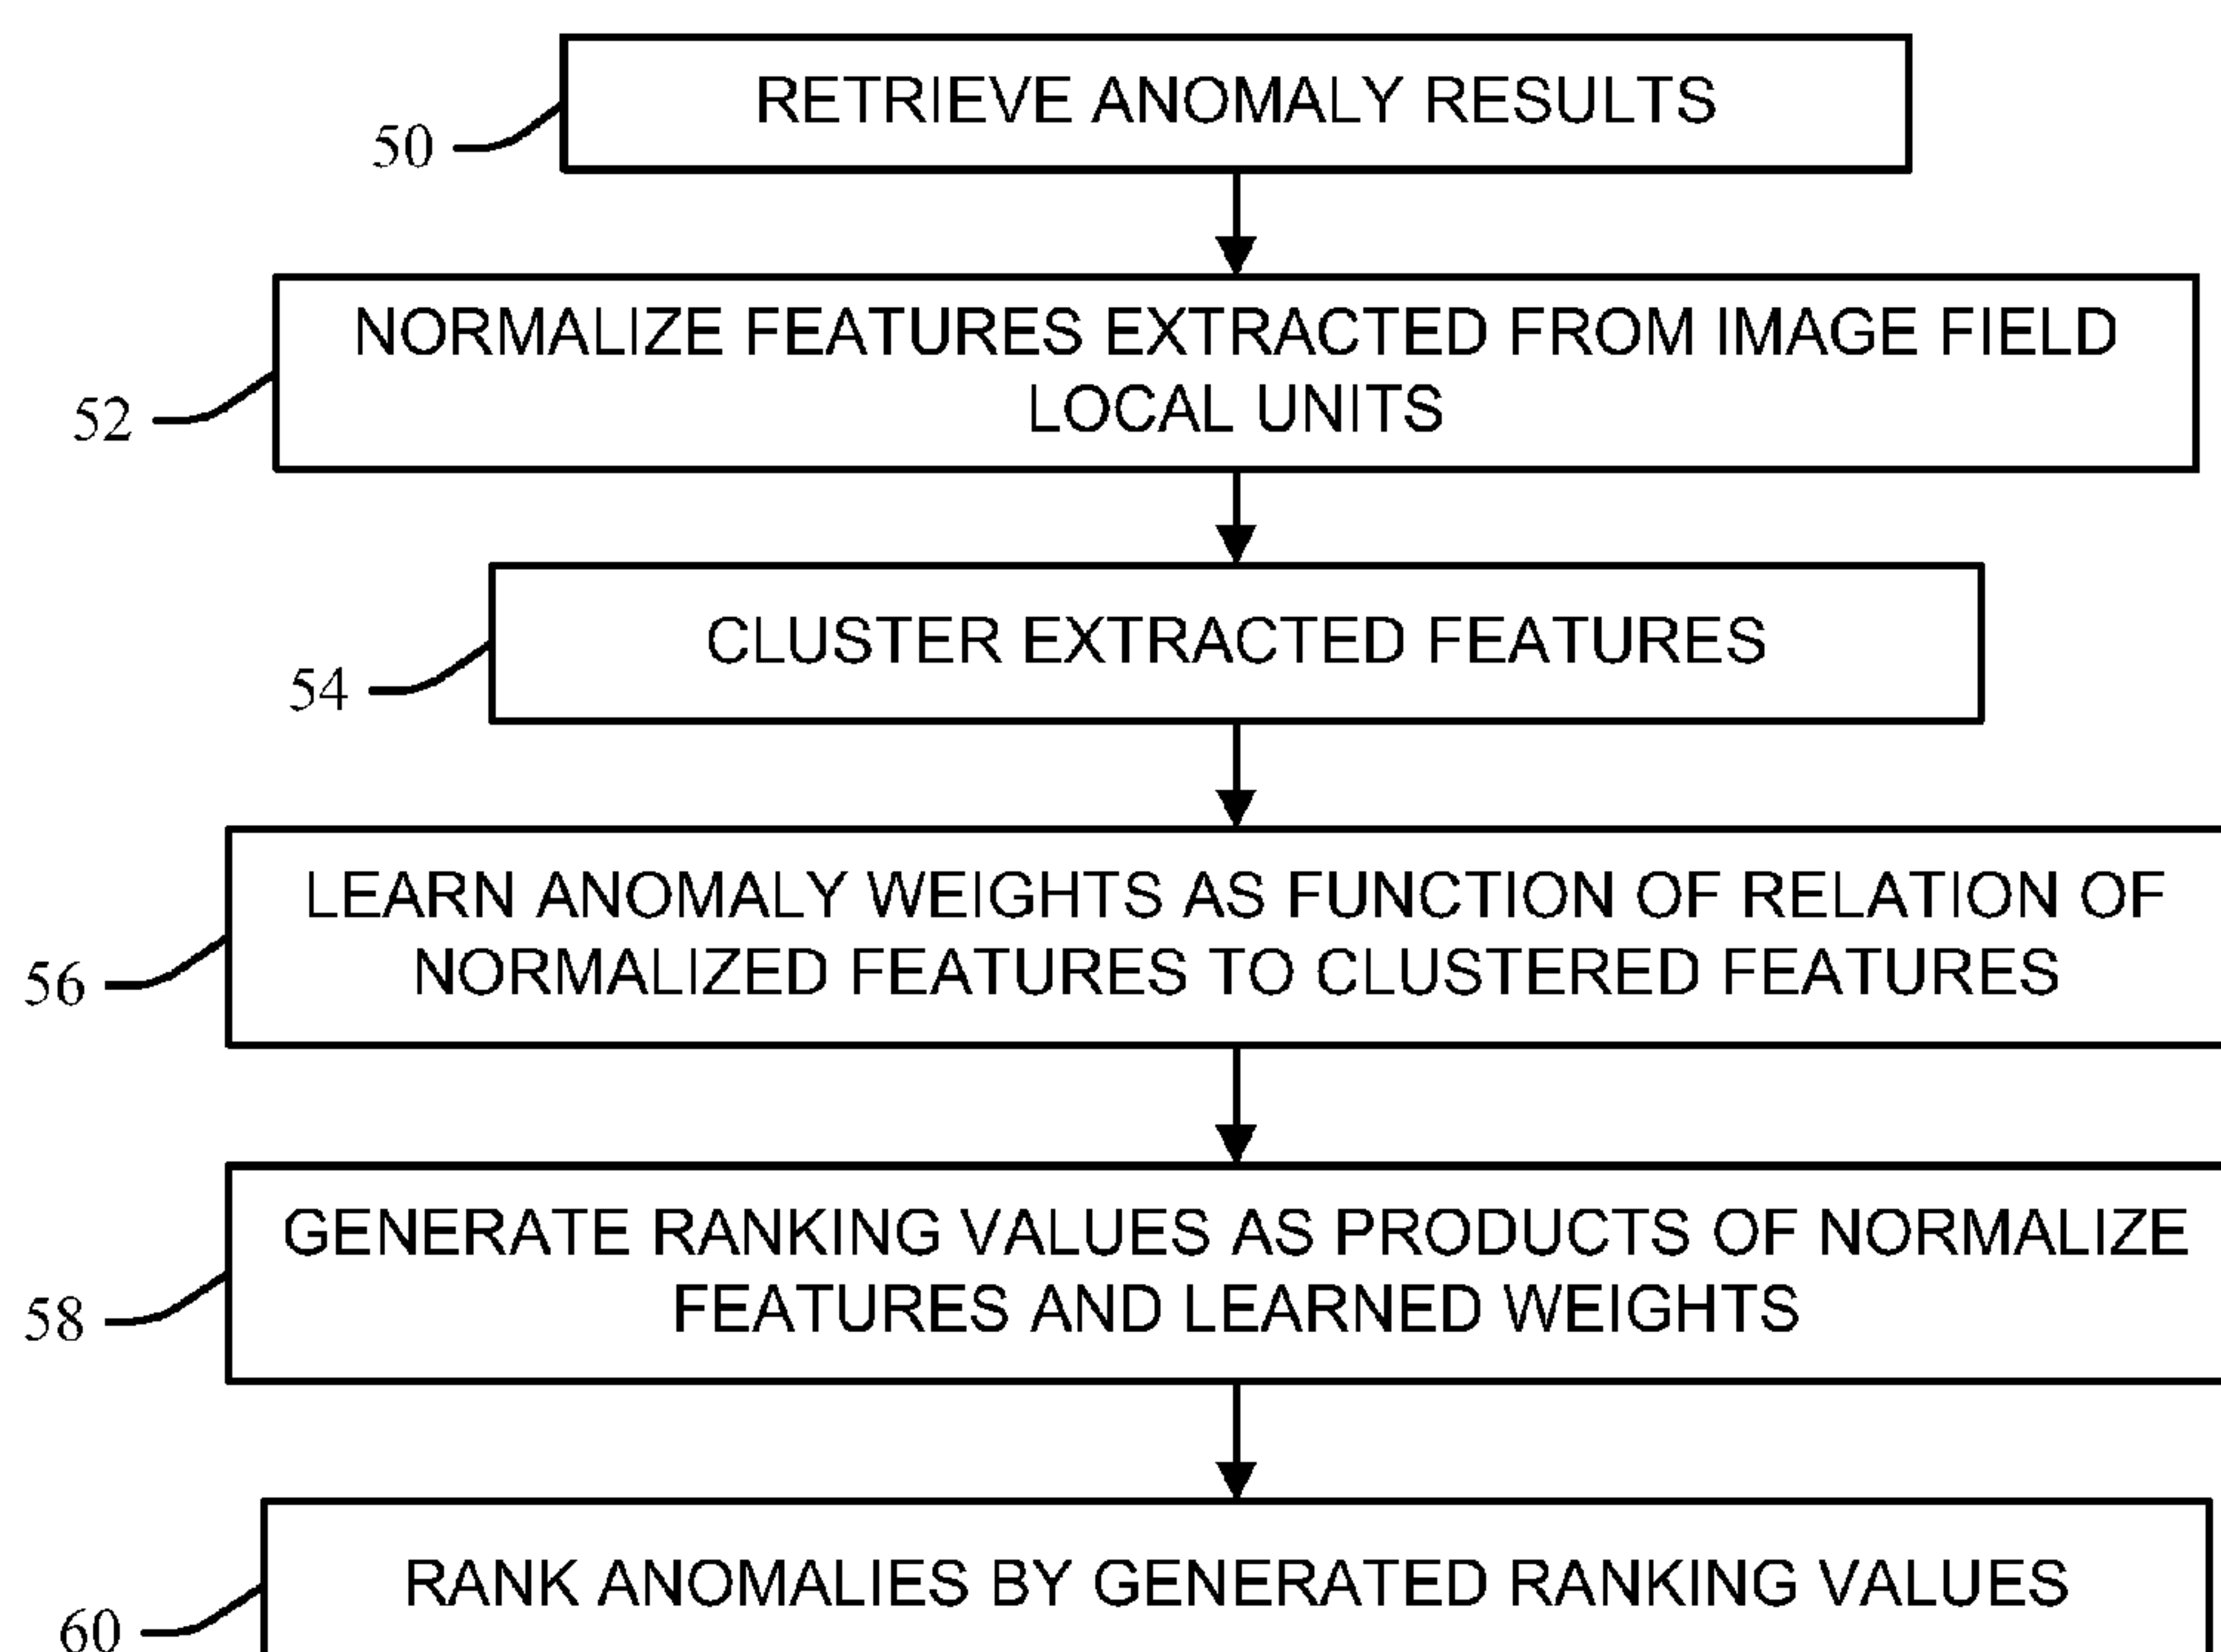 RETRIEVE ANOMALY RESULTS
50
NORMALIZE FEATURES EXTRACTED FROM IMAGE FIELD
LOCAL UNITS
52
CLUSTER EXTRACTED FEATURES
54
LEARN ANOMALY WEIGHTS AS FUNCTION OF RELATION OF
NORMALIZED FEATURES TO CLUSTERED FEATURES
56
GENERATE RANKING VALUES AS PRODUCTS OF NORMALIZE
FEATURES AND LEARNED WEIGHTS
58
RANK ANOMALIES BY GENERATED RANKING VALUES
60